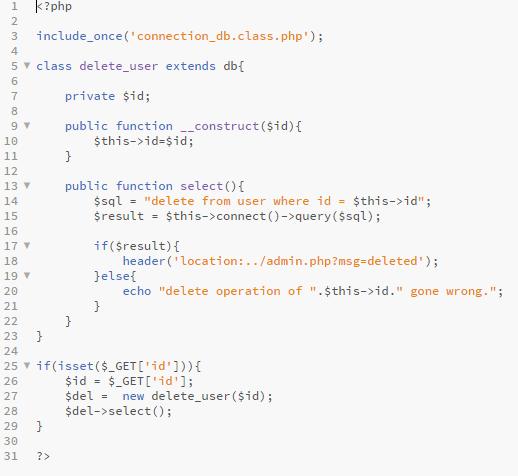 1 <?php
2
3 include_once('connection_db.class.php');
4
5 class delete_user extends db{
6
7     private $id;
8
9     public function __construct($id){
10         $this->id=$id;
11     }
12
13     public function select(){
14         $sql = "delete from user where id = $this->id";
15         $result = $this->connect()->query($sql);
16
17         if($result){
18             header('location:../admin.php?msg=deleted');
19         }else{
20             echo "delete operation of ".$this->id." gone wrong.";
21         }
22     }
23 }
24
25 if(isset($_GET['id'])){
26     $id = $_GET['id'];
27     $del =  new delete_user($id);
28     $del->select();
29 }
30
31 ?>